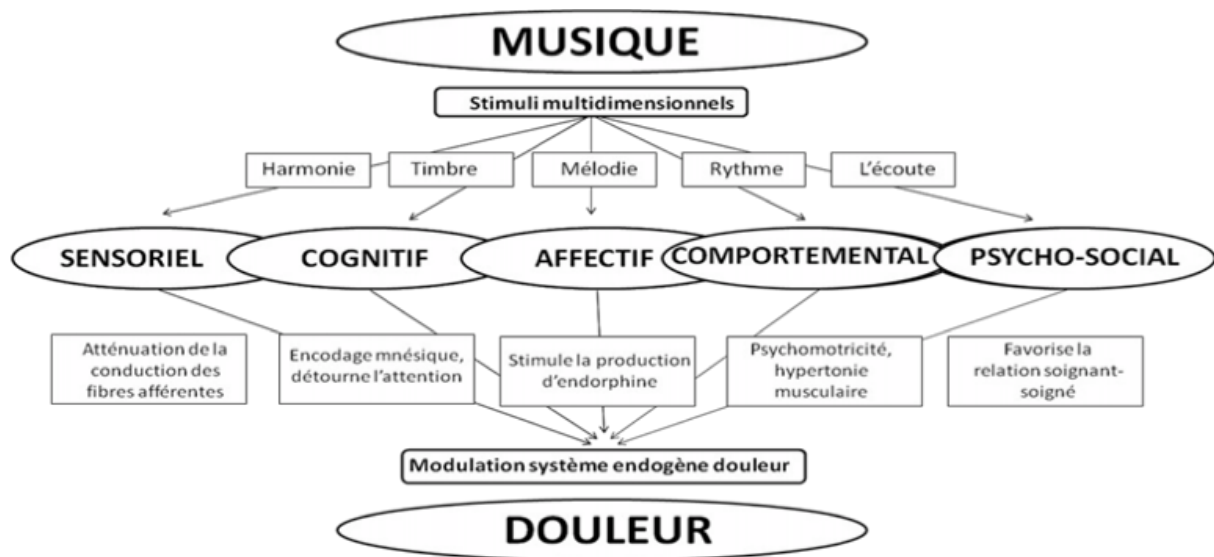 MUSIQUE
Stimuli multidimensionnels
Harmonie
Timbre
Mélodie
Rythme
L'écoute
SENSORIEL
COGNITIF
AFFECTIF
COMPORTEMENTAL
PSYCHO-SOCIAL
Atténuation de la
conduction des
fibres afférentes
Encodage mnésique,
détourne l'attention
Stimule la production
d'endorphine
Psychomotricité,
hypertonie
musculaire
Favorise la
relation soignant-
soigné
Modulation système endogène douleur
DOULEUR